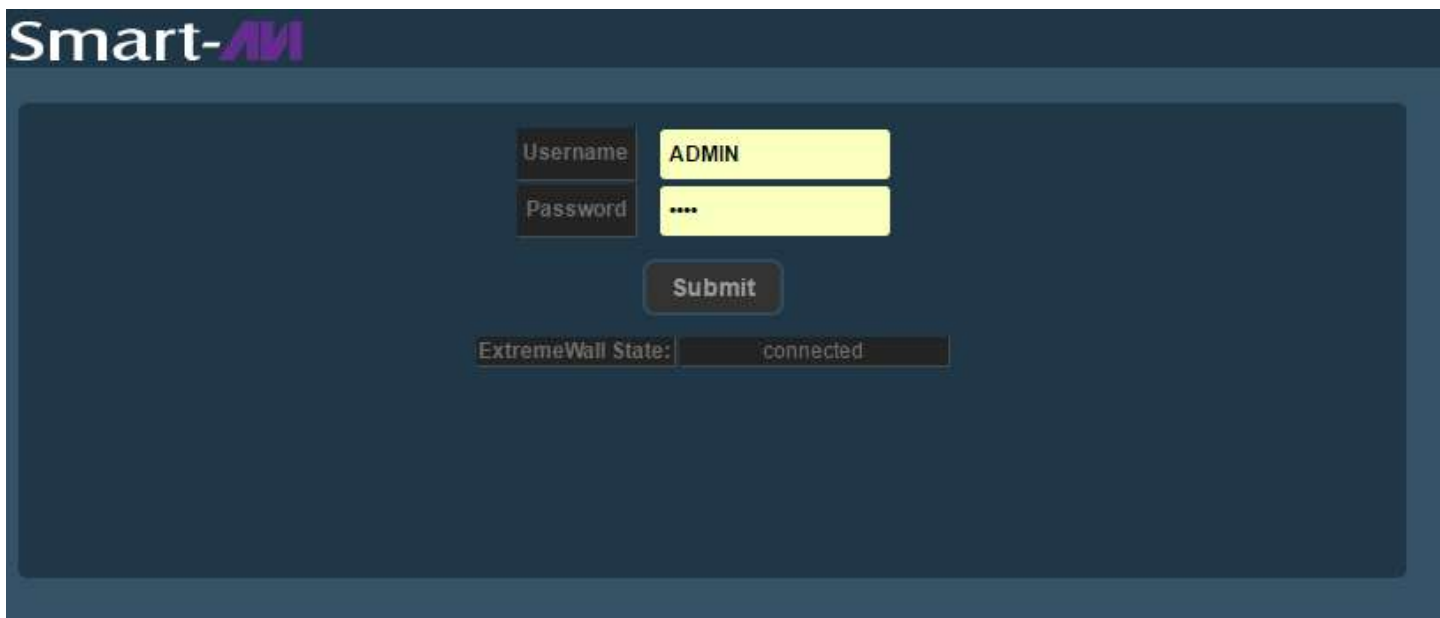 Smart-AVI
Username ADMIN
Password ••••
Submit
ExtremeWall State: connected